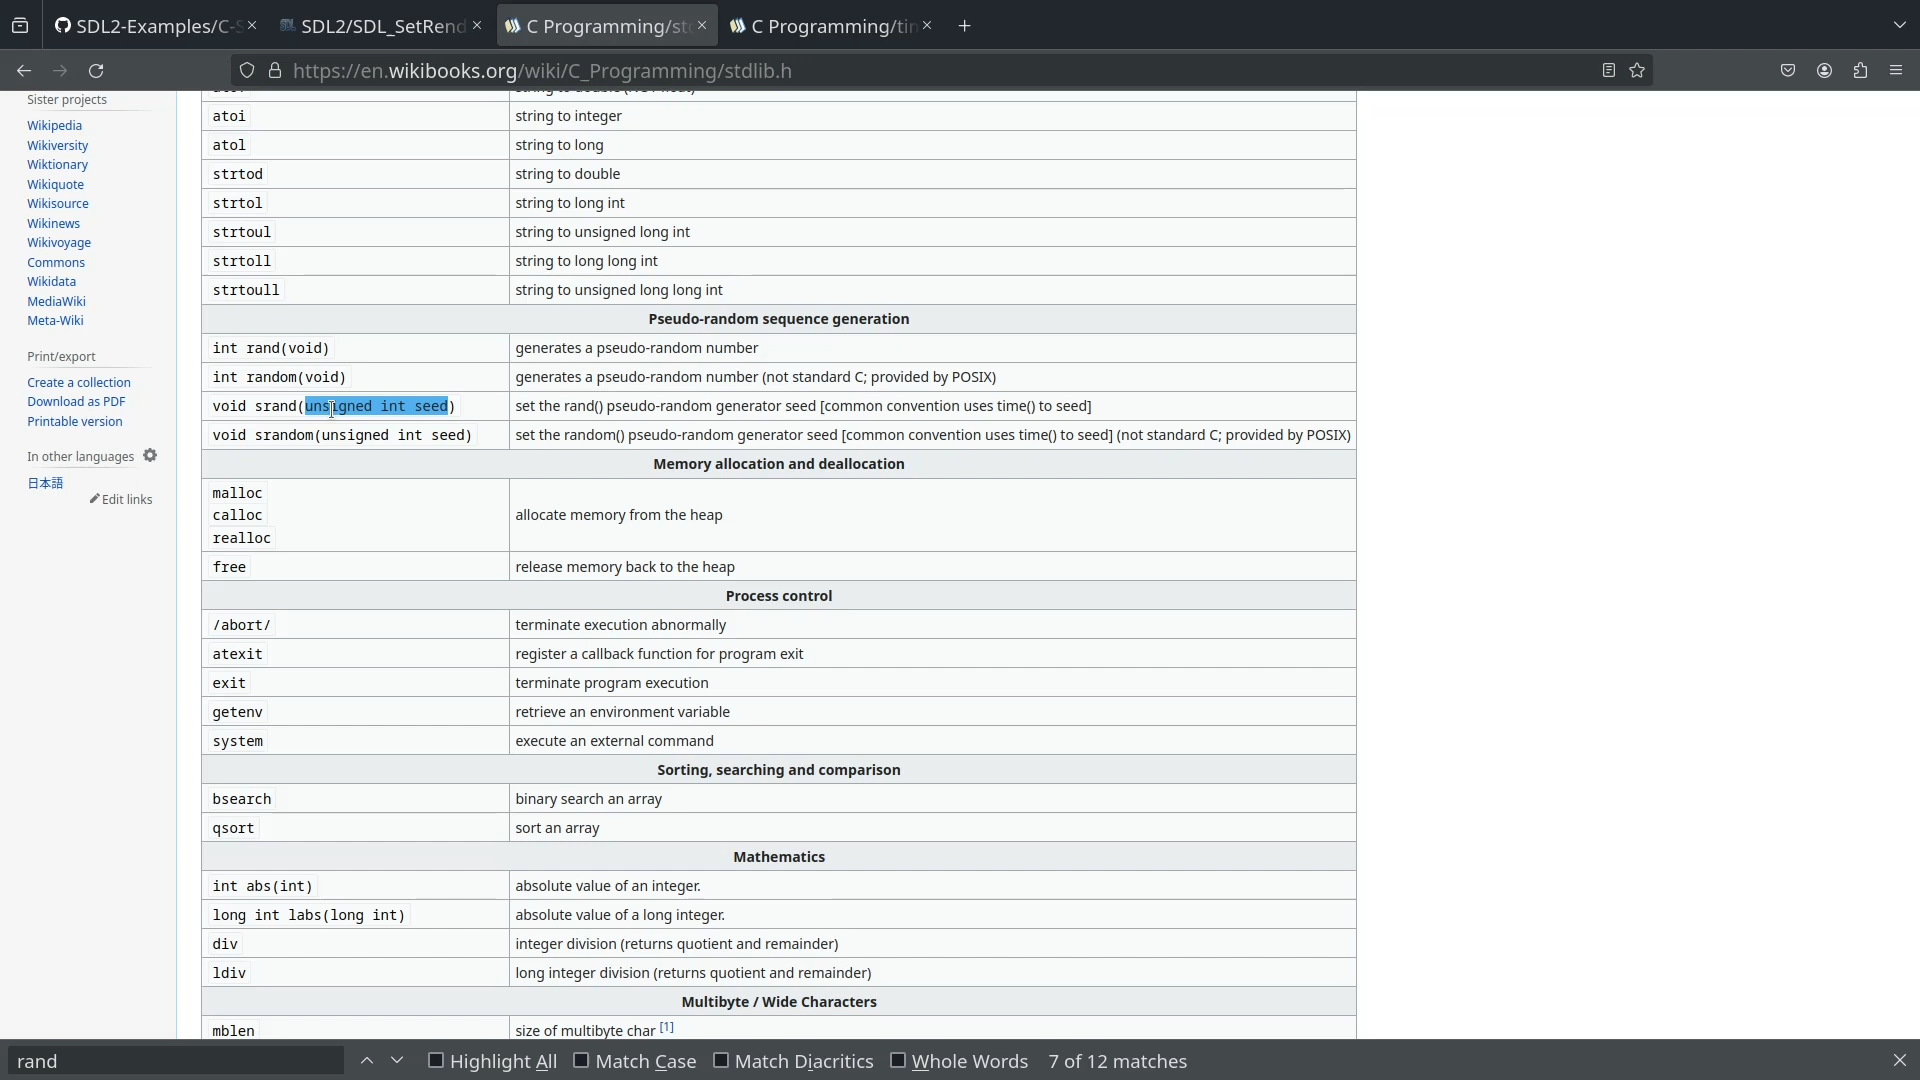 SDL2-Examples/C-S
SDL2/SDL_SetRend
C Programming/std
C Programming/tim
https://en.wikibooks.org/wiki/C_Programming/stdlib.h
Sister projects
Wikipedia
Wikiversity
Wiktionary
Wikiquote
Wikisource
Wikinews
Wikivoyage
Commons
Wikidata
MediaWiki
Meta-Wiki
Print/export
Create a collection
Download as PDF
Printable version
In other languages
日本語
Edit links
atoi string to integer
atol string to long
strtod string to double
strtol string to long int
strtoul string to unsigned long int
strtoll string to long long int
strtoull string to unsigned long long int
Pseudo-random sequence generation
int rand(void) generates a pseudo-random number
int random(void) generates a pseudo-random number (not standard C; provided by POSIX)
void srand(unsigned int seed) set the rand() pseudo-random generator seed [common convention uses time() to seed]
void srandom(unsigned int seed) set the random() pseudo-random generator seed [common convention uses time() to seed] (not standard C; provided by POSIX)
Memory allocation and deallocation
malloc
calloc allocate memory from the heap
realloc
free release memory back to the heap
Process control
/abort/ terminate execution abnormally
atexit register a callback function for program exit
exit terminate program execution
getenv retrieve an environment variable
system execute an external command
Sorting, searching and comparison
bsearch binary search an array
qsort sort an array
Mathematics
int abs(int) absolute value of an integer.
long int labs(long int) absolute value of a long integer.
div integer division (returns quotient and remainder)
ldiv long integer division (returns quotient and remainder)
Multibyte / Wide Characters
mblen size of multibyte char [1]
rand Highlight All Match Case Match Diacritics Whole Words 7 of 12 matches